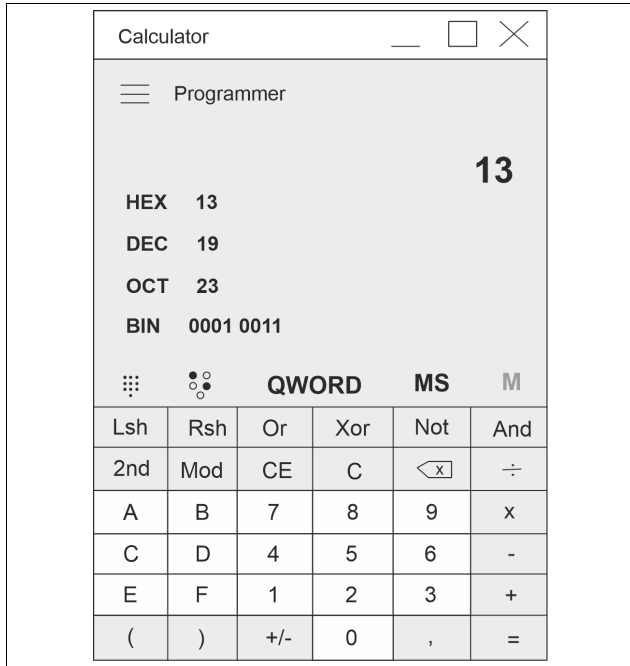 Calculator
Programmer
13
HEX 13
DEC 19
OCT 23
BIN 0001 0011
QWORD MS M
Lsh Rsh Or Xor Not And
2nd Mod CE C x ÷
A B 7 8 9 x
C D 4 5 6 -
E F 1 2 3 +
( ) +/- 0 , =